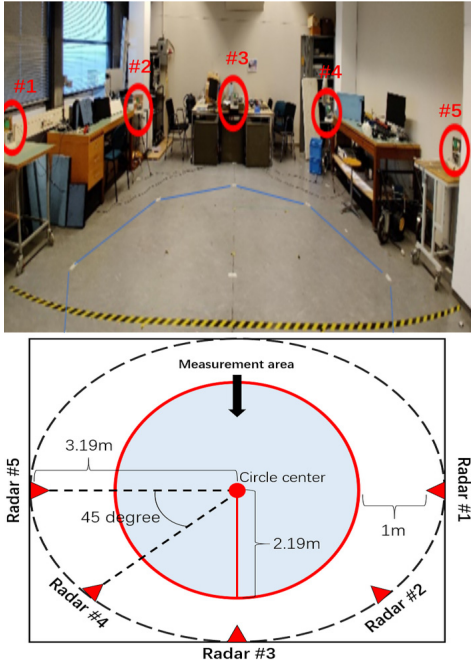 #1
#2
#3
#4
#5
Measurement area
3.19m
Circle center
45 degree
2.19m
1m
Radar #5
Radar #1
Radar #4
Radar #2
Radar #3